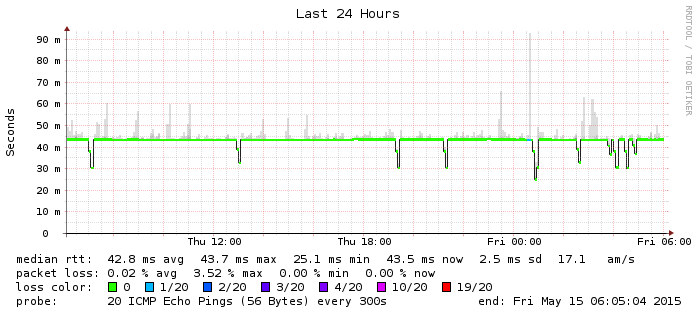 Last 24 Hours
RRDTOOL / TOBI OETIKER
Seconds
90 m
80 m
70 m
60 m
50 m
40 m
30 m
20 m
10 m
0
Thu 12:00 Thu 18:00 Fri 00:00 Fri 06:00
median rtt: 42.8 ms avg 43.7 ms max 25.1 ms min 43.5 ms now 2.5 ms sd 17.1 am/s
packet loss: 0.02 % avg 3.52 % max 0.00 % min 0.00 % now
loss color: 0 1/20 2/20 3/20 4/20 10/20 19/20
probe: 20 ICMP Echo Pings (56 Bytes) every 300s end: Fri May 15 06:05:04 2015